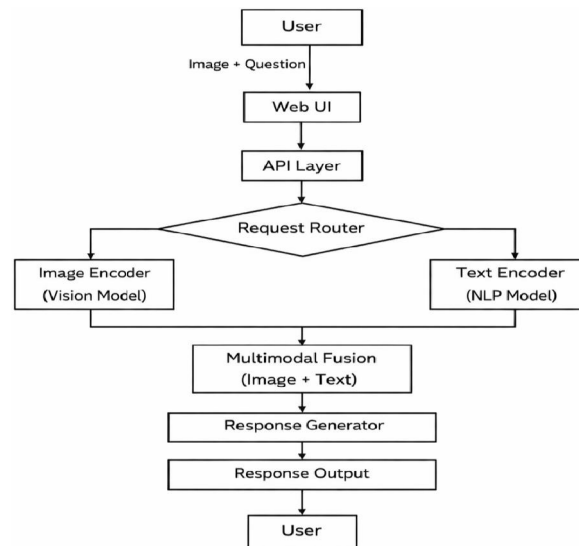 User
Image + Question
Web UI
API Layer
Request Router
Image Encoder
(Vision Model)
Text Encoder
(NLP Model)
Multimodal Fusion
(Image + Text)
Response Generator
Response Output
User